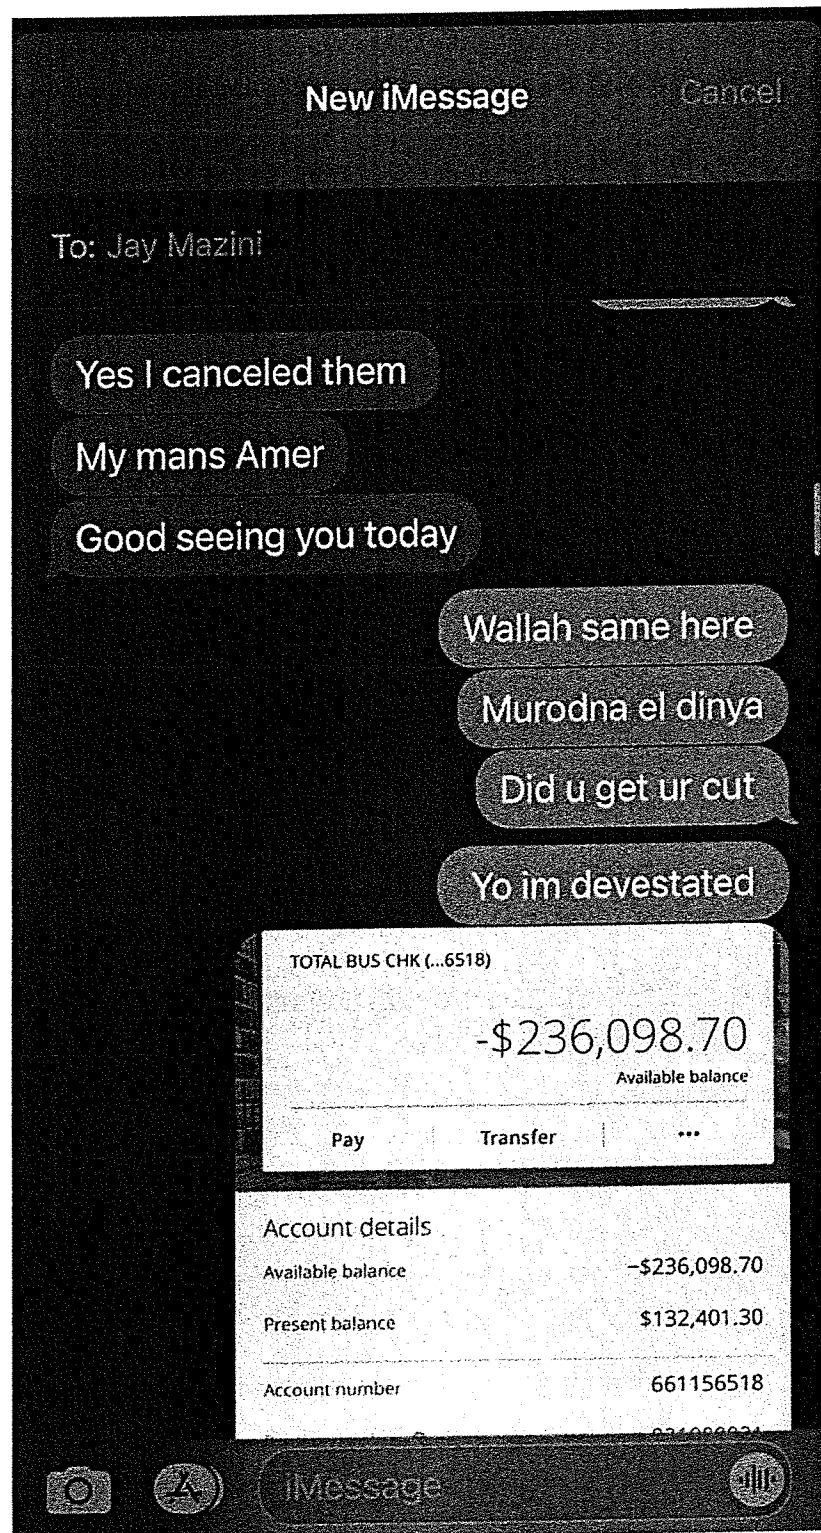 New iMessage
Cancel
To: Jay Mazini
Yes I canceled them
My mans Amer
Good seeing you today
Wallah same here
Murodna el dinya
Did u get ur cut
Yo im devestated
TOTAL BUS CHK (...6518)
-$236,098.70
Available balance
Pay
Transfer
...
Account details
Available balance
−$236,098.70
Present balance
$132,401.30
Account number
661156518
iMessage